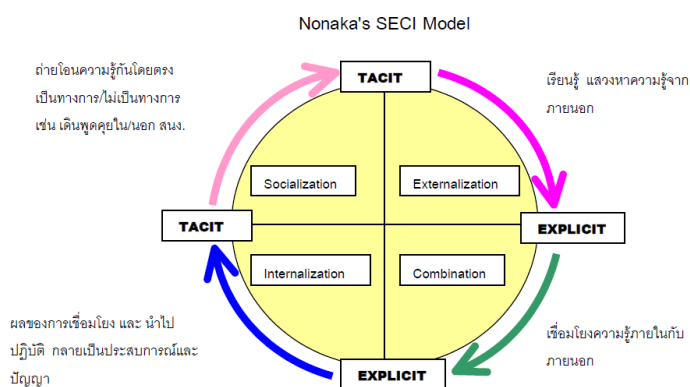 Nonaka's SECI Model
ถ่ายโอนความรู้กันโดยตรง
เป็นทางการ/ไม่เป็นทางการ
เช่น เดินพูดคุยใน/นอก สนง.
TACIT
เรียนรู้ แสวงหาความรู้จาก
ภายนอก
Socialization
Externalization
TACIT
EXPLICIT
Internalization
Combination
ผลของการเชื่อมโยง และ นำไป
ปฏิบัติ กลายเป็นประสบการณ์และ
ปัญญา
EXPLICIT
เชื่อมโยงความรู้ภายในกับ
ภายนอก